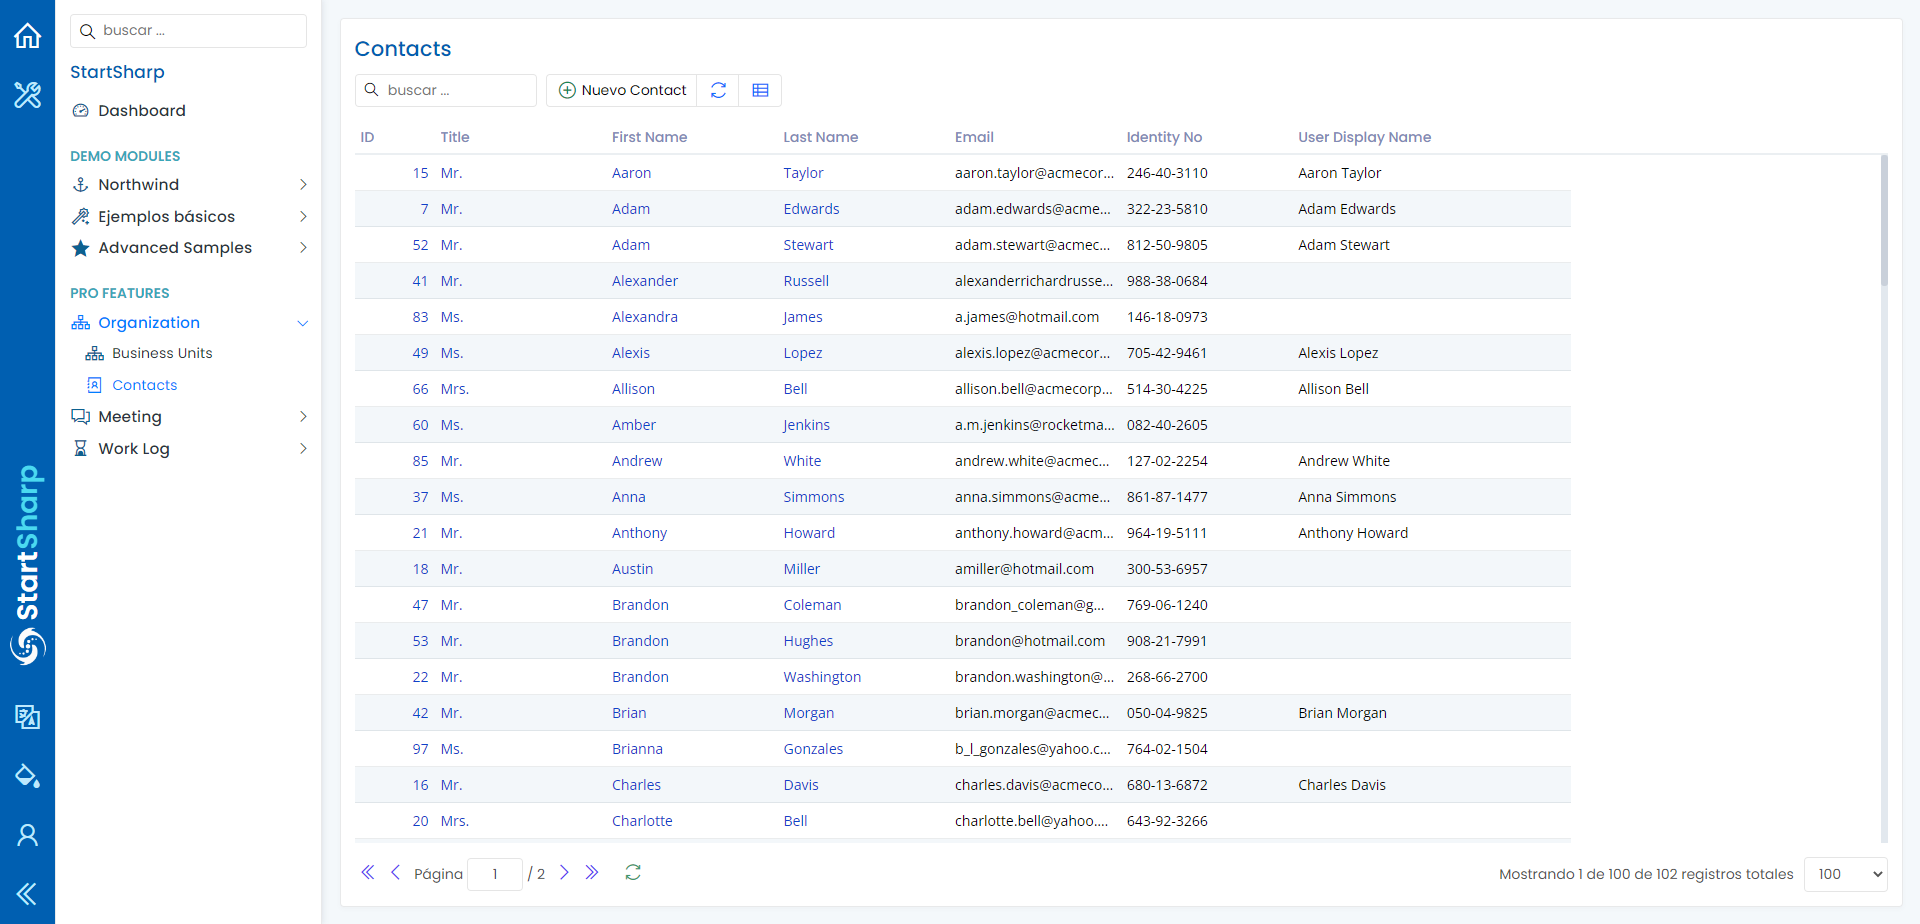 buscar ...
StartSharp
Dashboard
DEMO MODULES
Northwind
Ejemplos básicos
Advanced Samples
PRO FEATURES
Organization
Business Units
Contacts
Meeting
Work Log
StartSharp
Contacts
buscar ...
Nuevo Contact
ID Title First Name Last Name Email Identity No User Display Name
15 Mr. Aaron Taylor aaron.taylor@acmecor... 246-40-3110 Aaron Taylor
7 Mr. Adam Edwards adam.edwards@acme... 322-23-5810 Adam Edwards
52 Mr. Adam Stewart adam.stewart@acmec... 812-50-9805 Adam Stewart
41 Mr. Alexander Russell alexanderrichardrusse... 988-38-0684
83 Ms. Alexandra James a.james@hotmail.com 146-18-0973
49 Ms. Alexis Lopez alexis.lopez@acmecor... 705-42-9461 Alexis Lopez
66 Mrs. Allison Bell allison.bell@acmecorp... 514-30-4225 Allison Bell
60 Ms. Amber Jenkins a.m.jenkins@rocketma... 082-40-2605
85 Mr. Andrew White andrew.white@acmec... 127-02-2254 Andrew White
37 Ms. Anna Simmons anna.simmons@acme... 861-87-1477 Anna Simmons
21 Mr. Anthony Howard anthony.howard@acm... 964-19-5111 Anthony Howard
18 Mr. Austin Miller amiller@hotmail.com 300-53-6957
47 Mr. Brandon Coleman brandon_coleman@g... 769-06-1240
53 Mr. Brandon Hughes brandon@hotmail.com 908-21-7991
22 Mr. Brandon Washington brandon.washington@... 268-66-2700
42 Mr. Brian Morgan brian.morgan@acmec... 050-04-9825 Brian Morgan
97 Ms. Brianna Gonzales b_l_gonzales@yahoo.c... 764-02-1504
16 Mr. Charles Davis charles.davis@acmeco... 680-13-6872 Charles Davis
20 Mrs. Charlotte Bell charlotte.bell@yahoo.... 643-92-3266
Página 1 / 2
Mostrando 1 de 100 de 102 registros totales 100